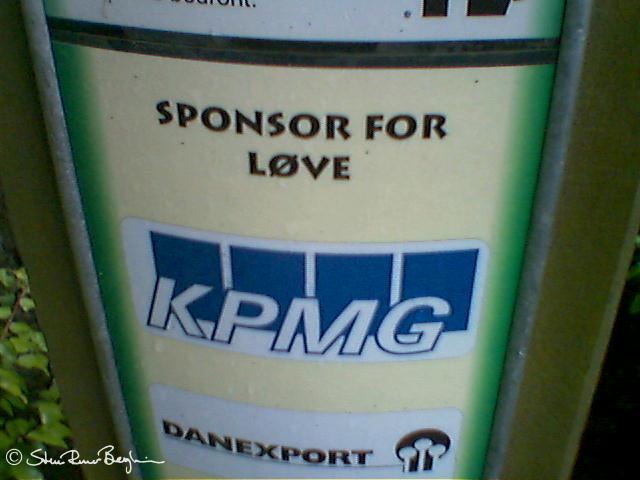 SPONSOR FOR
LØVE
KPMG
DANEXPORT